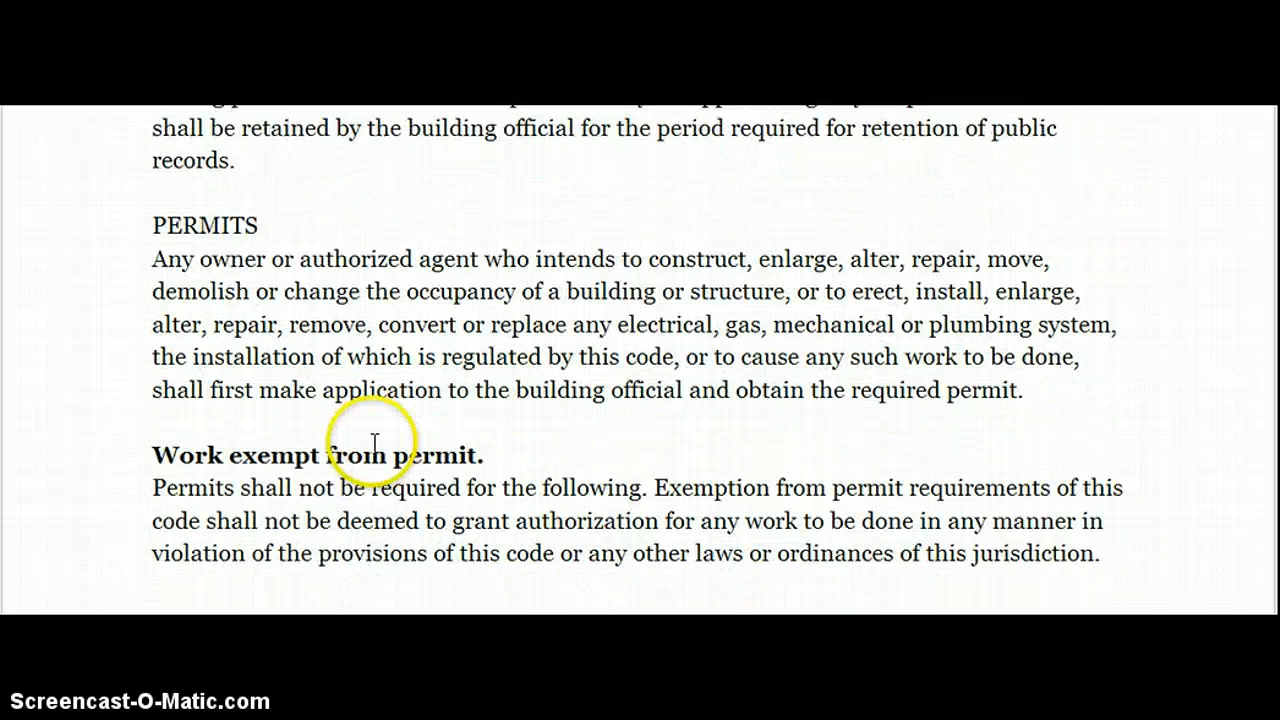 shall be retained by the building official for the period required for retention of public
records.
PERMITS
Any owner or authorized agent who intends to construct, enlarge, alter, repair, move,
demolish or change the occupancy of a building or structure, or to erect, install, enlarge,
alter, repair, remove, convert or replace any electrical, gas, mechanical or plumbing system,
the installation of which is regulated by this code, or to cause any such work to be done,
shall first make application to the building official and obtain the required permit.
Work exempt from permit.
Permits shall not be required for the following. Exemption from permit requirements of this
code shall not be deemed to grant authorization for any work to be done in any manner in
violation of the provisions of this code or any other laws or ordinances of this jurisdiction.
Screencast-O-Matic.com